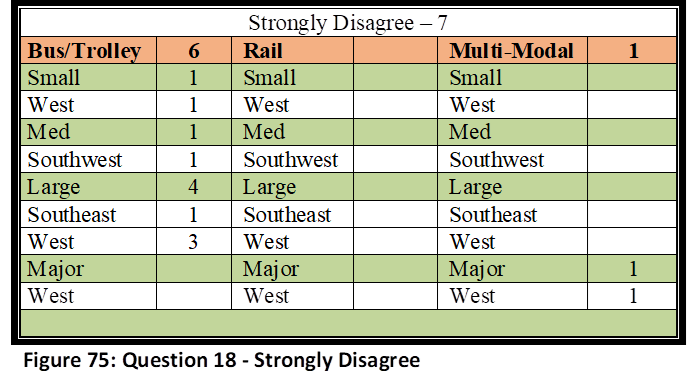 Strongly Disagree – 7
Bus/Trolley 6 Rail Multi-Modal 1
Small 1 Small Small
West 1 West West
Med 1 Med Med
Southwest 1 Southwest Southwest
Large 4 Large Large
Southeast 1 Southeast Southeast
West 3 West West
Major Major Major 1
West West West 1
Figure 75: Question 18 - Strongly Disagree